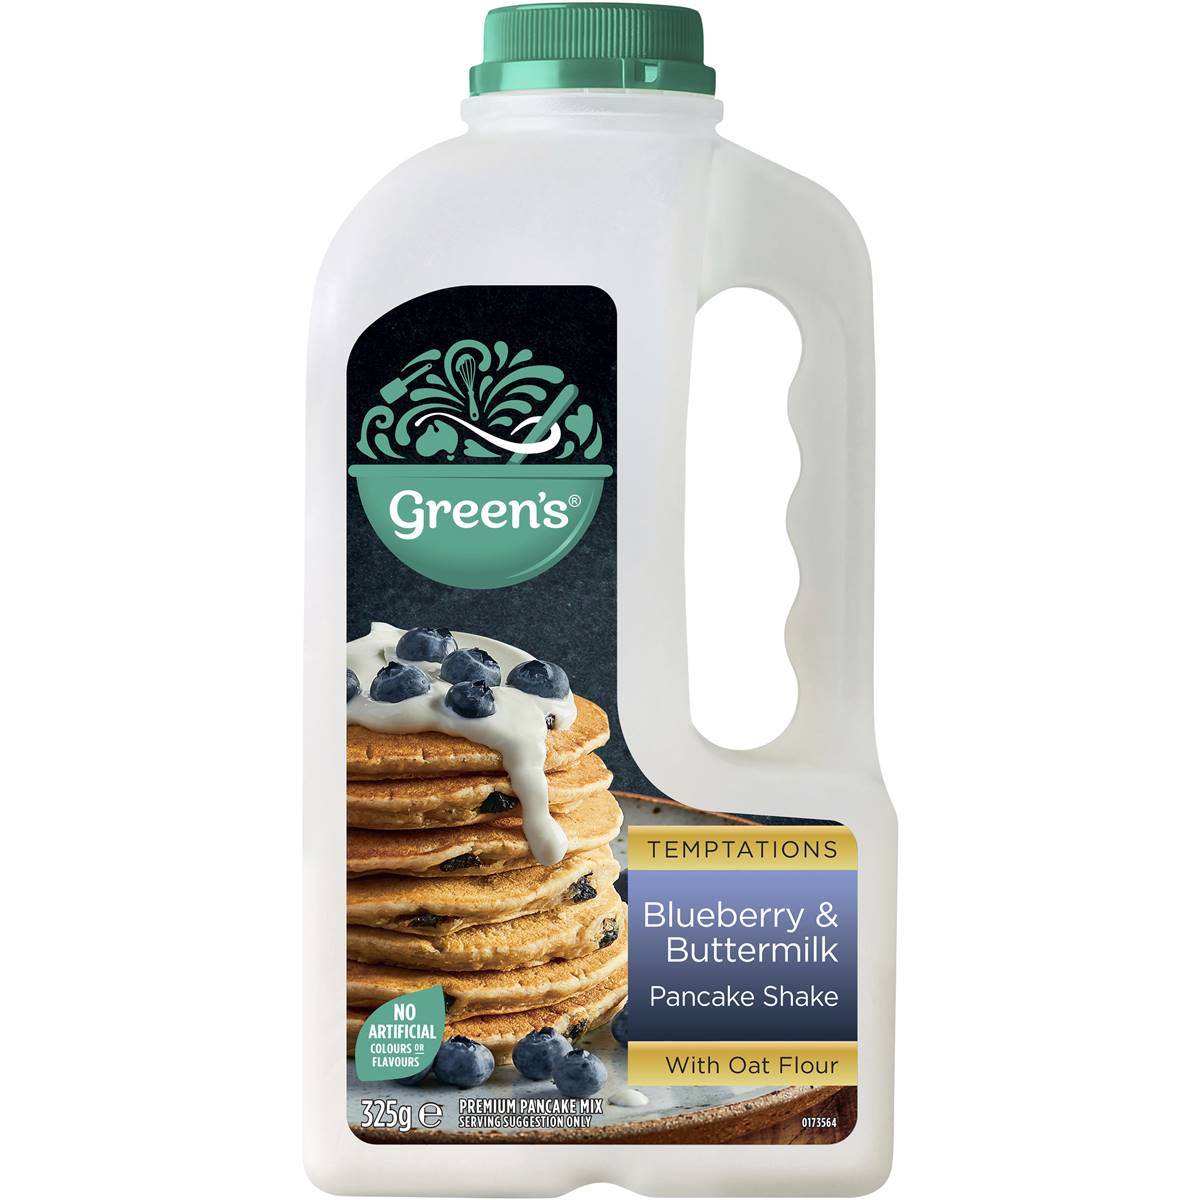 Green's®
TEMPTATIONS
Blueberry &
Buttermilk
Pancake Shake
With Oat Flour
NO
ARTIFICIAL
COLOURS OR
FLAVOURS
325g ℮
PREMIUM PANCAKE MIX
SERVING SUGGESTION ONLY
0173564